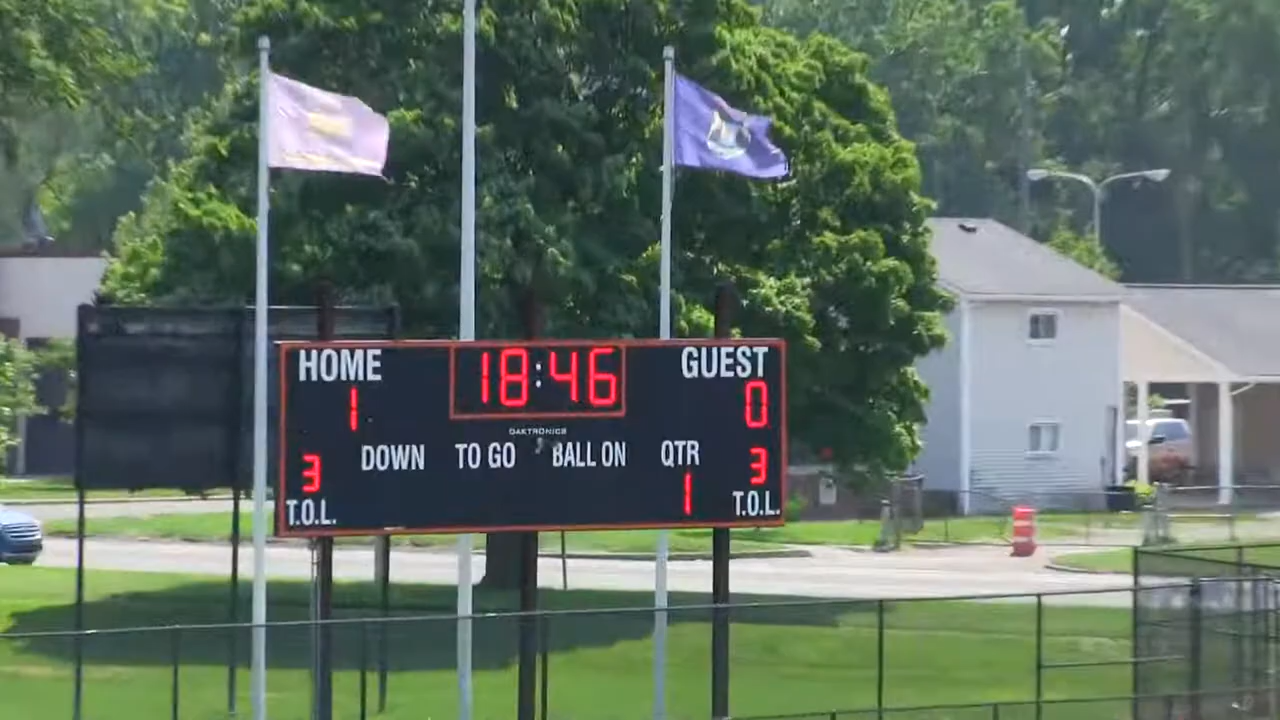 HOME 18:46 GUEST
1 0
DAKTRONICS
DOWN TO GO BALL ON QTR
3 1 3
T.O.L. T.O.L.